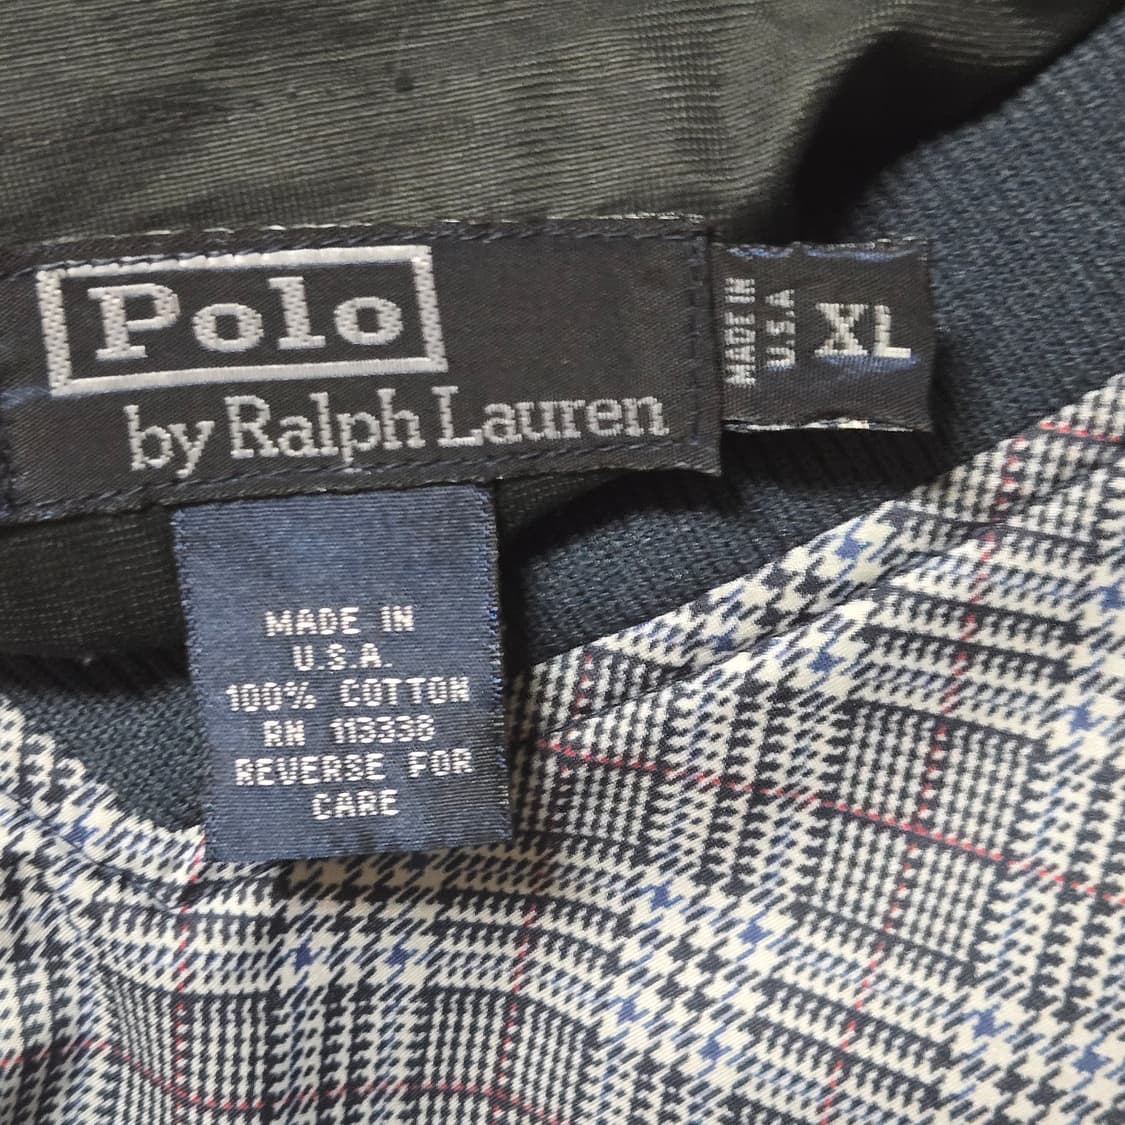 Polo
by Ralph Lauren
MADE IN
U.S.A
XL
MADE IN
U.S.A.
100% COTTON
RN 113338
REVERSE FOR
CARE